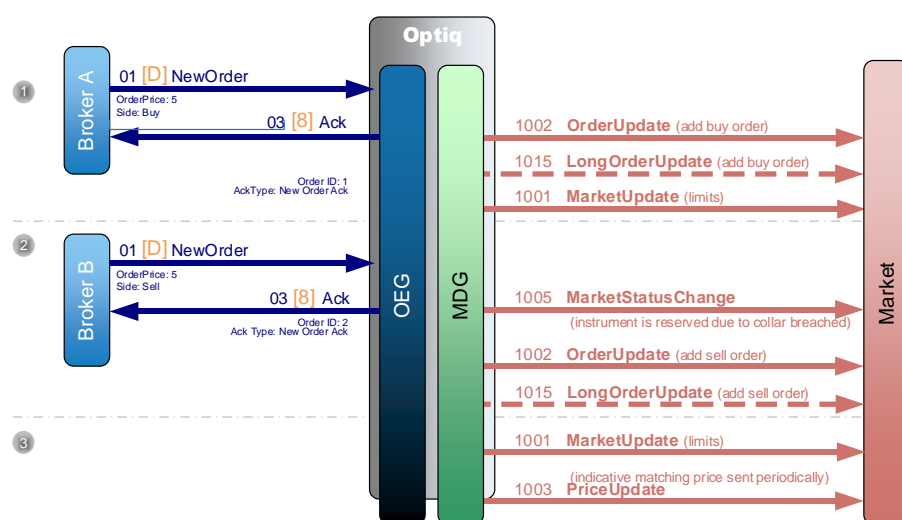 Optiq
1
Broker A
01 [D] NewOrder
OrderPrice: 5
Side: Buy
03 [8] Ack
Order ID: 1
AckType: New Order Ack
1002 OrderUpdate (add buy order)
1015 LongOrderUpdate (add buy order)
1001 MarketUpdate (limits)
2
Broker B
01 [D] NewOrder
OrderPrice: 5
Side: Sell
03 [8] Ack
Order ID: 2
Ack Type: New Order Ack
OEG
MDG
Market
1005 MarketStatusChange
(instrument is reserved due to collar breached)
1002 OrderUpdate (add sell order)
1015 LongOrderUpdate (add sell order)
3
1001 MarketUpdate (limits)
(indicative matching price sent periodically)
1003 PriceUpdate